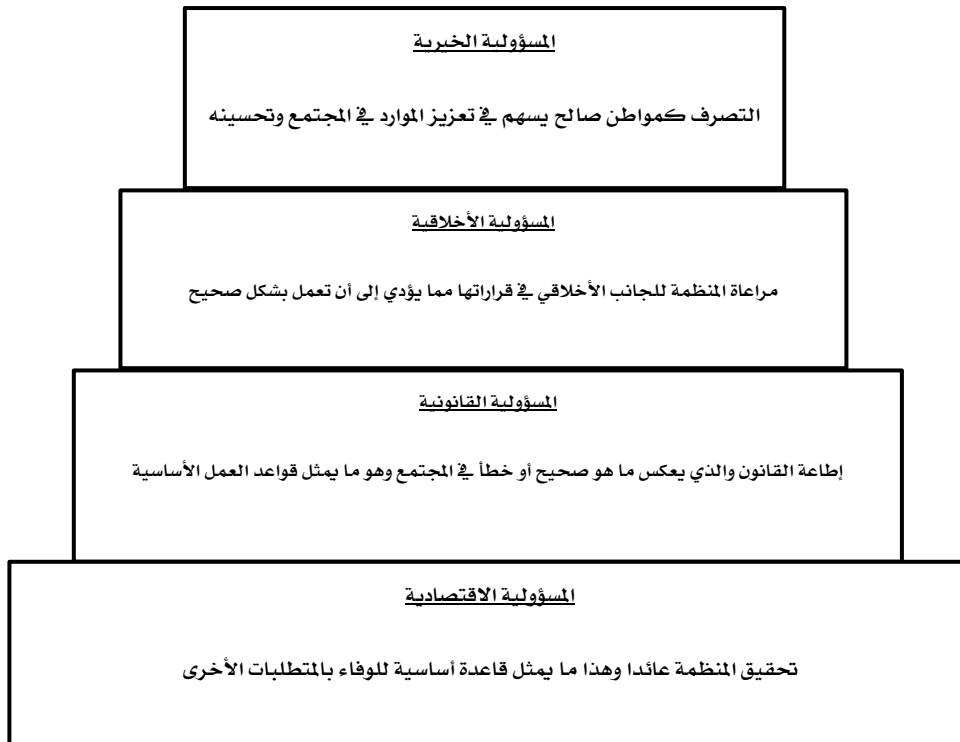 المسؤولية الخيرية
التصرف كمواطن صالح يسهم في تعزيز الموارد في المجتمع وتحسينه
المسؤولية الأخلاقية
مراعاة المنظمة للجانب الأخلاقي في قراراتها مما يؤدي إلى أن تعمل بشكل صحيح
المسؤولية القانونية
إطاعة القانون والذي يعكس ما هو صحيح أو خطأ في المجتمع وهو ما يمثل قواعد العمل الأساسية
المسؤولية الاقتصادية
تحقيق المنظمة عائدا وهذا ما يمثل قاعدة أساسية للوفاء بالمتطلبات الأخرى